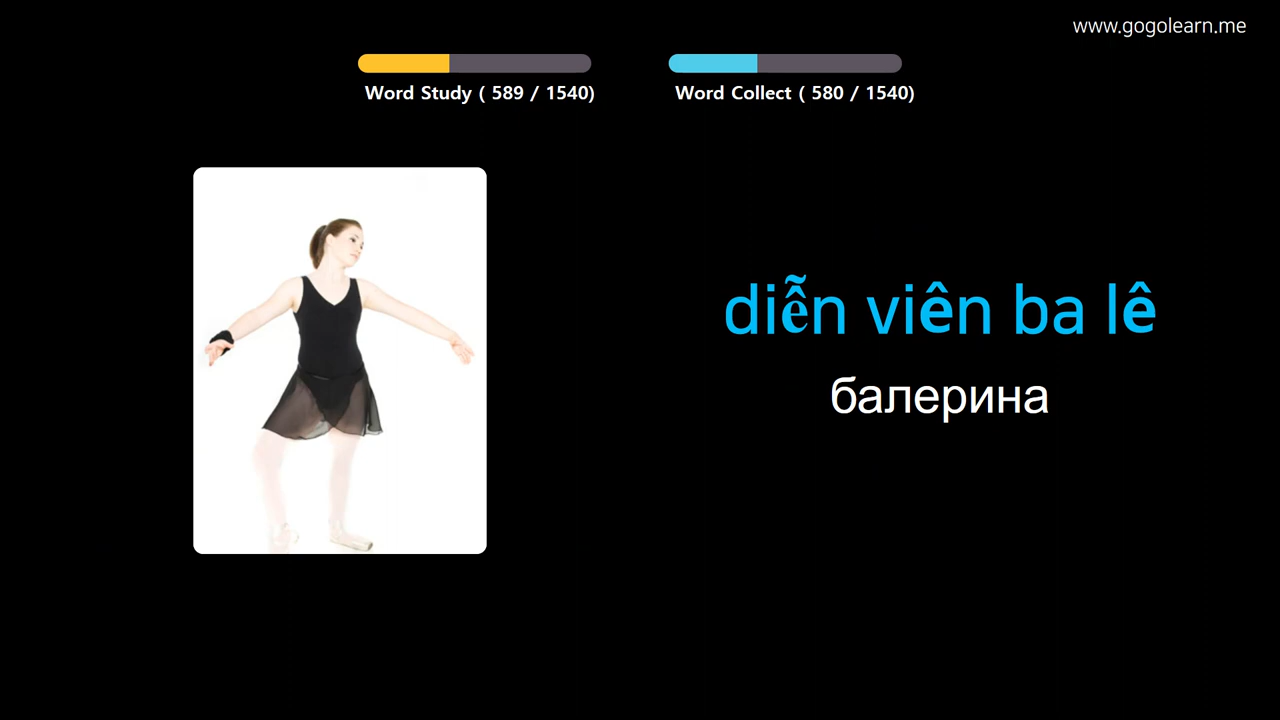 www.gogolearn.me
Word Study ( 589 / 1540)
Word Collect ( 580 / 1540)
diễn viên ba lê
балерина